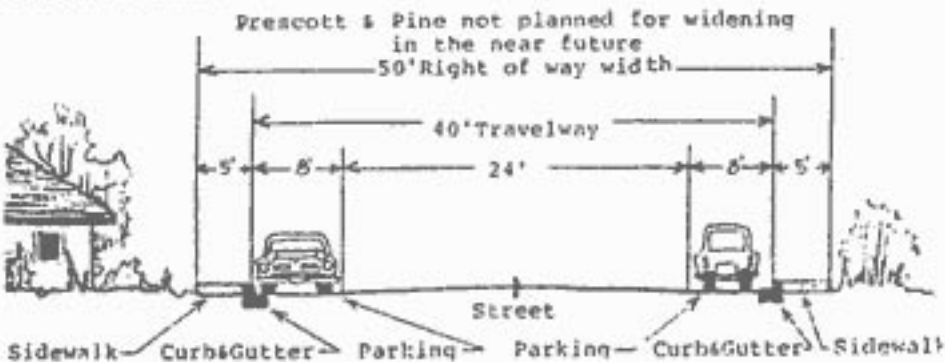 Prescott & Pine not planned for widening
in the near future
50'Right of way width
40'Travelway
5' 8' 24' 8' 5'
Street
Sidewalk Curb&Gutter Parking Parking Curb&Gutter Sidewalk